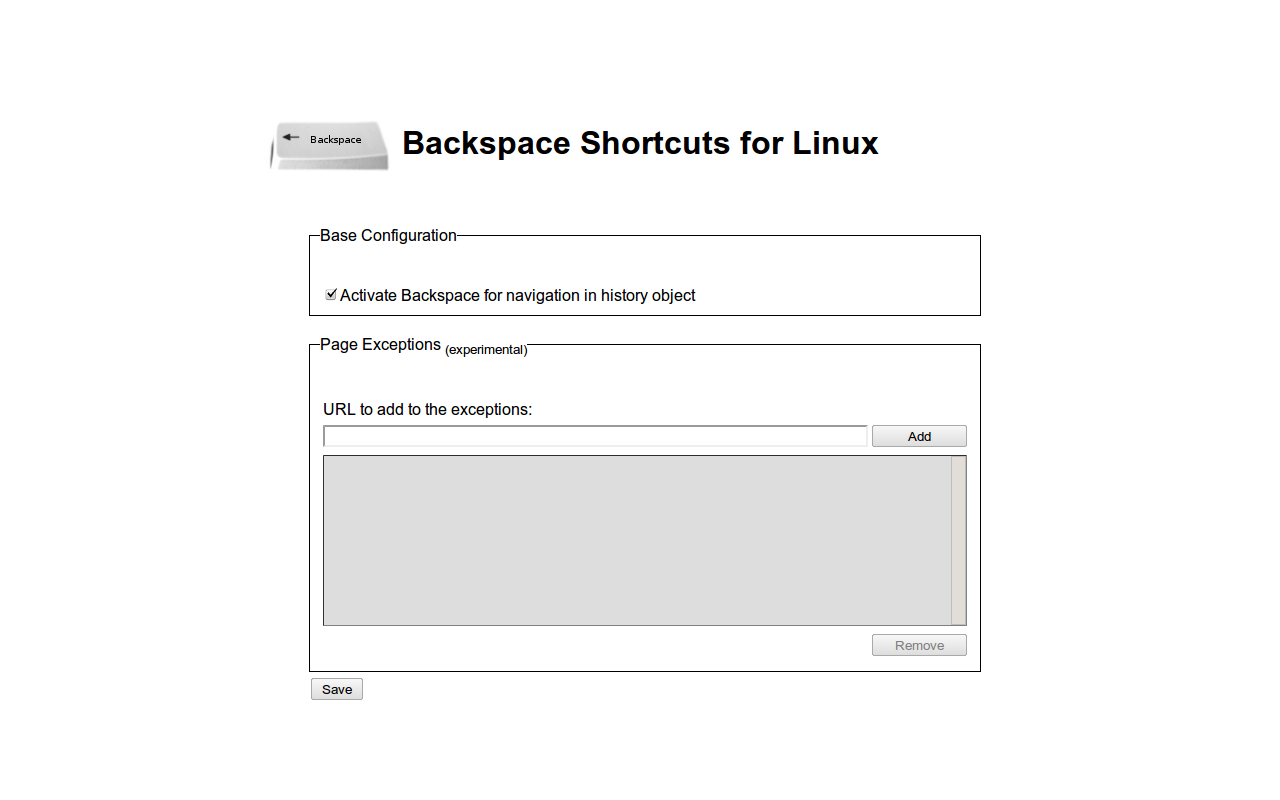 Backspace
Backspace Shortcuts for Linux
Base Configuration
Activate Backspace for navigation in history object
Page Exceptions (experimental)
URL to add to the exceptions:
Add
Remove
Save